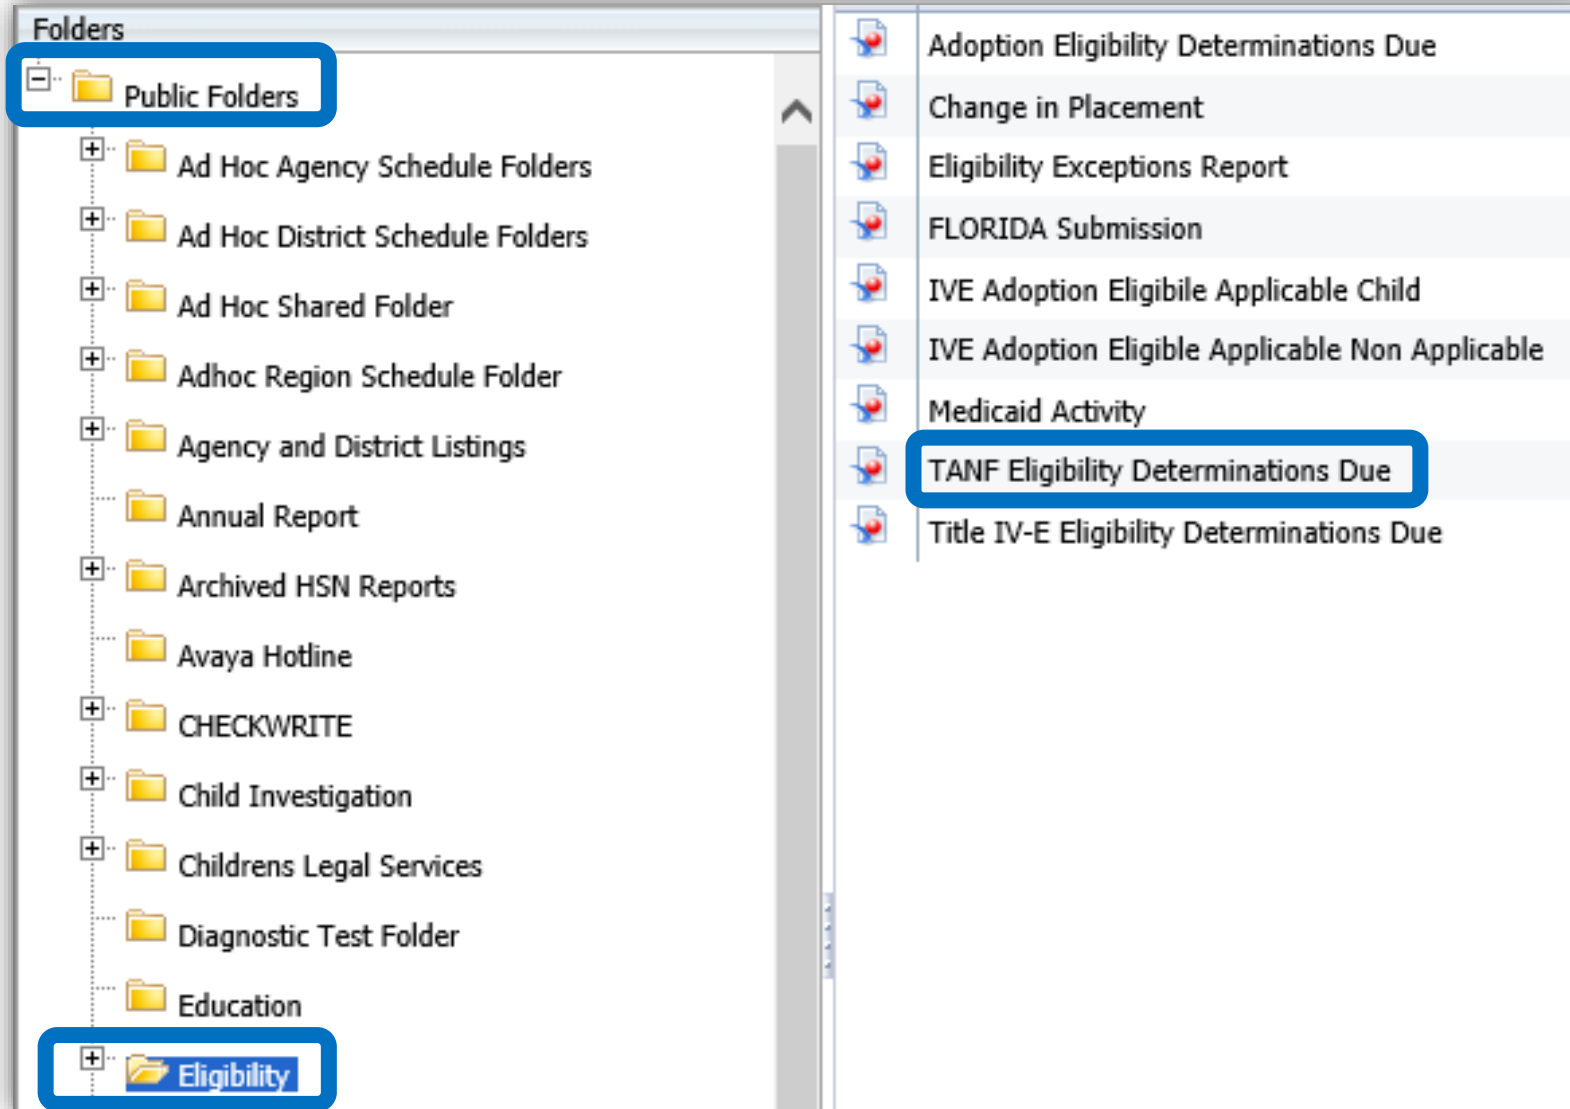 Folders
Public Folders
Ad Hoc Agency Schedule Folders
Ad Hoc District Schedule Folders
Ad Hoc Shared Folder
Adhoc Region Schedule Folder
Agency and District Listings
Annual Report
Archived HSN Reports
Avaya Hotline
CHECKWRITE
Child Investigation
Childrens Legal Services
Diagnostic Test Folder
Education
Eligibility
Adoption Eligibility Determinations Due
Change in Placement
Eligibility Exceptions Report
FLORIDA Submission
IVE Adoption Eligibile Applicable Child
IVE Adoption Eligible Applicable Non Applicable
Medicaid Activity
TANF Eligibility Determinations Due
Title IV-E Eligibility Determinations Due